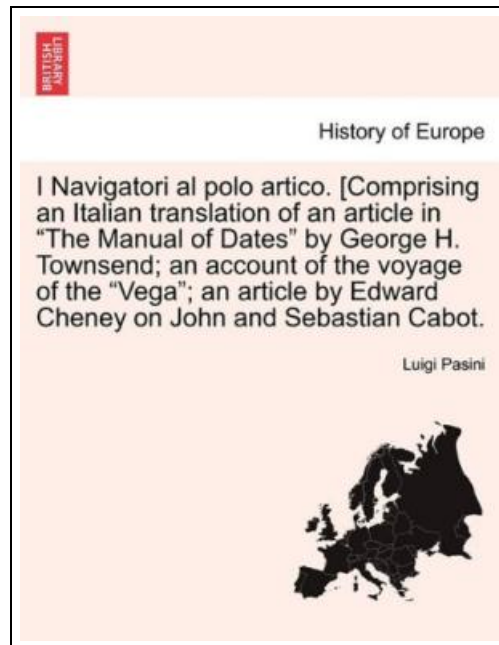 BRITISH
LIBRARY
History of Europe
I Navigatori al polo artico. [Comprising
an Italian translation of an article in
“The Manual of Dates” by George H.
Townsend; an account of the voyage
of the “Vega”; an article by Edward
Cheney on John and Sebastian Cabot.
Luigi Pasini